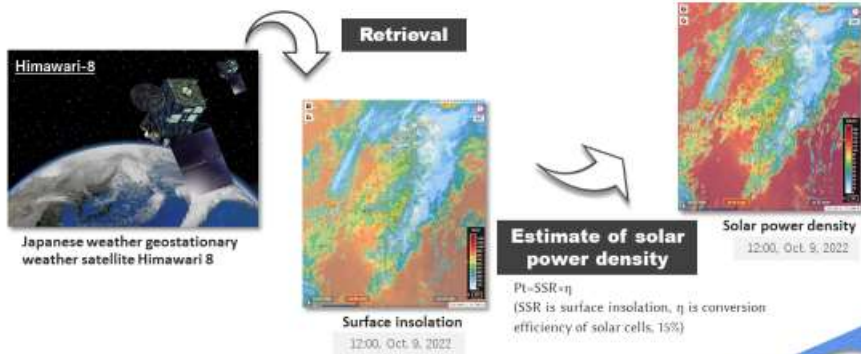 Himawari-8
Japanese weather geostationary
weather satellite Himawari 8
Retrieval
Surface insolation
12:00, Oct. 9, 2022
Estimate of solar
power density
Pt=SSR×η
(SSR is surface insolation, η is conversion
efficiency of solar cells, 15%)
Solar power density
12:00, Oct. 9, 2022